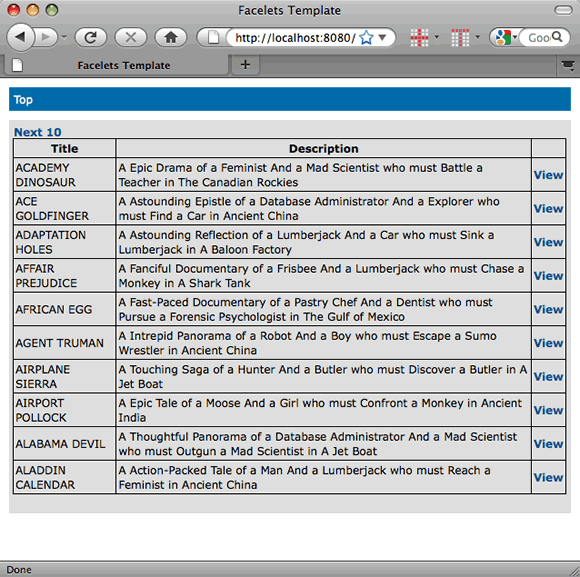 Facelets Template
http://localhost:8080/
Goo
Facelets Template
Top
Next 10
Title Description
ACADEMY DINOSAUR A Epic Drama of a Feminist And a Mad Scientist who must Battle a Teacher in The Canadian Rockies View
ACE GOLDFINGER A Astounding Epistle of a Database Administrator And a Explorer who must Find a Car in Ancient China View
ADAPTATION HOLES A Astounding Reflection of a Lumberjack And a Car who must Sink a Lumberjack in A Baloon Factory View
AFFAIR PREJUDICE A Fanciful Documentary of a Frisbee And a Lumberjack who must Chase a Monkey in A Shark Tank View
AFRICAN EGG A Fast-Paced Documentary of a Pastry Chef And a Dentist who must Pursue a Forensic Psychologist in The Gulf of Mexico View
AGENT TRUMAN A Intrepid Panorama of a Robot And a Boy who must Escape a Sumo Wrestler in Ancient China View
AIRPLANE SIERRA A Touching Saga of a Hunter And a Butler who must Discover a Butler in A Jet Boat View
AIRPORT POLLOCK A Epic Tale of a Moose And a Girl who must Confront a Monkey in Ancient India View
ALABAMA DEVIL A Thoughtful Panorama of a Database Administrator And a Mad Scientist who must Outgun a Mad Scientist in A Jet Boat View
ALADDIN CALENDAR A Action-Packed Tale of a Man And a Lumberjack who must Reach a Feminist in Ancient China View
Done